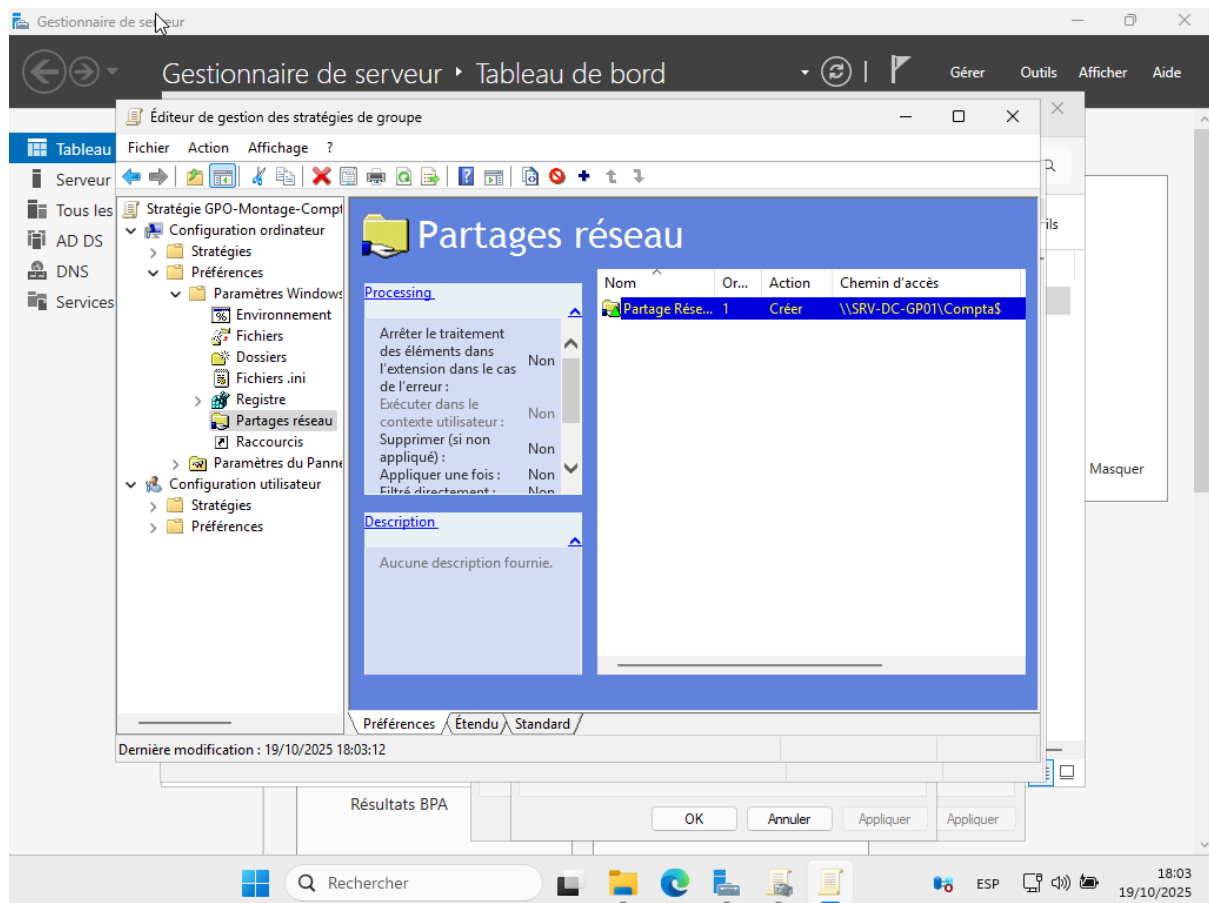 Gestionnaire de serveur
Gestionnaire de serveur • Tableau de bord
Gérer
Outils
Afficher
Aide
Éditeur de gestion des stratégies de groupe
Fichier
Action
Affichage
?
Tableau
Serveur
Tous les
AD DS
DNS
Services
Stratégie GPO-Montage-Compt
Configuration ordinateur
Stratégies
Préférences
Paramètres Windows
Environnement
Fichiers
Dossiers
Fichiers .ini
Registre
Partages réseau
Raccourcis
Paramètres du Panne
Configuration utilisateur
Stratégies
Préférences
Partages réseau
Processing
Arrêter le traitement
des éléments dans
l'extension dans le cas
de l'erreur :
Non
Exécuter dans le
contexte utilisateur :
Non
Supprimer (si non
appliqué) :
Non
Appliquer une fois :
Non
Filtré directement :
Non
Description
Aucune description fournie.
Nom
Or...
Action
Chemin d'accès
Partage Rése...
1
Créer
\\SRV-DC-GP01\Compta$
Préférences
Étendu
Standard
Dernière modification : 19/10/2025 18:03:12
ils
Masquer
Résultats BPA
OK
Annuler
Appliquer
Appliquer
Rechercher
ESP
18:03
19/10/2025